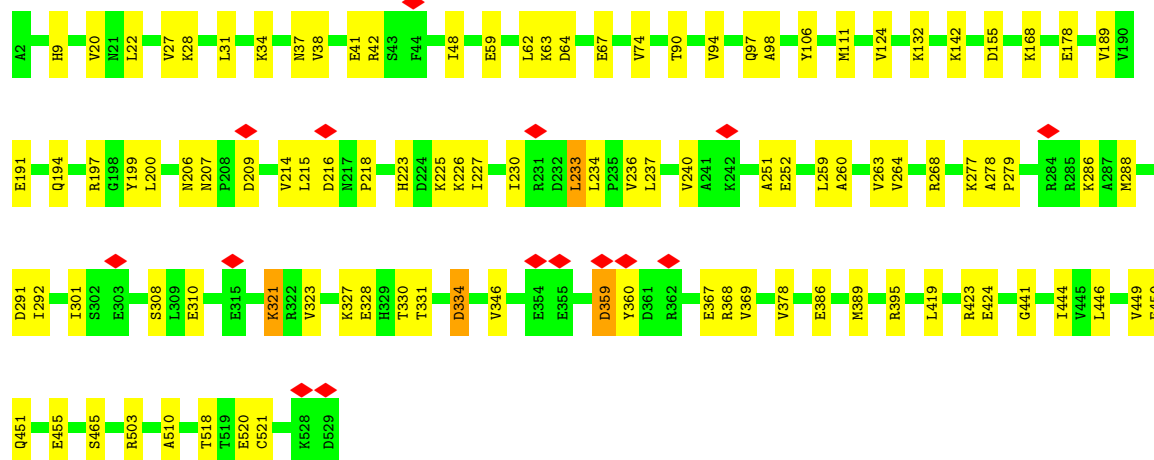 A2 H9 V20 N21 L22 V27 K28 L31 K34 N37 V38 E41 R42 S43 F44 I48 E59 L62 K63 D64 E67 V74 T90 V94 Q97 A98 Y106 M111 V124 K132 K142 D155 K168 E178 V189 V190
E191 Q194 R197 G198 Y199 L200 N206 N207 P208 D209 V214 L215 D216 N217 P218 H223 D224 K225 K226 I227 I230 R231 D232 L233 L234 P235 V236 L237 V240 A241 K242 A251 E252 L259 A260 V263 V264 R268 K277 A278 P279 R284 R285 K286 A287 M288
D291 I292 I301 S302 E303 S308 L309 E310 E315 K321 R322 V323 K327 E328 H329 T330 T331 D334 V346 E354 E355 D359 Y360 D361 R362 E367 R368 V369 V378 E386 M389 R395 L419 R423 E424 G441 I444 V445 L446 V449
Q451 E455 S465 R503 A510 T518 T519 E520 C521 K528 D529